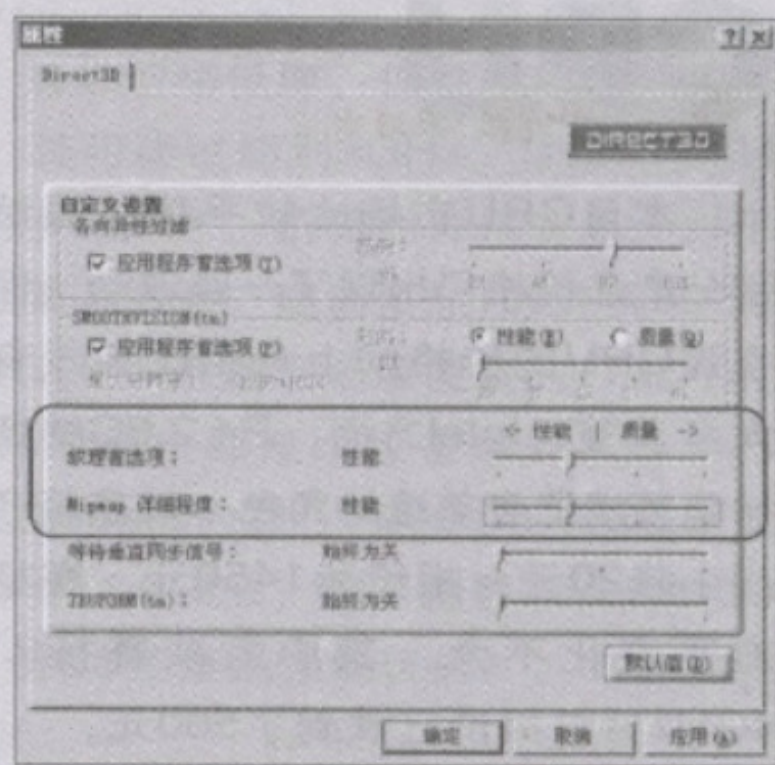 属性
Direct3D
DIRECT3D
自定义设置
各向异性过滤
应用程序首选项(T)
SMOOTHVISION(tm)
应用程序首选项(P)
性能(E) 质量(Q)
<- 性能 | 质量 ->
纹理首选项： 性能
Mipmap 详细程度： 性能
等待垂直同步信号： 始终为关
TRUFORM(tm)： 始终为关
默认值(D)
确定 取消 应用(A)